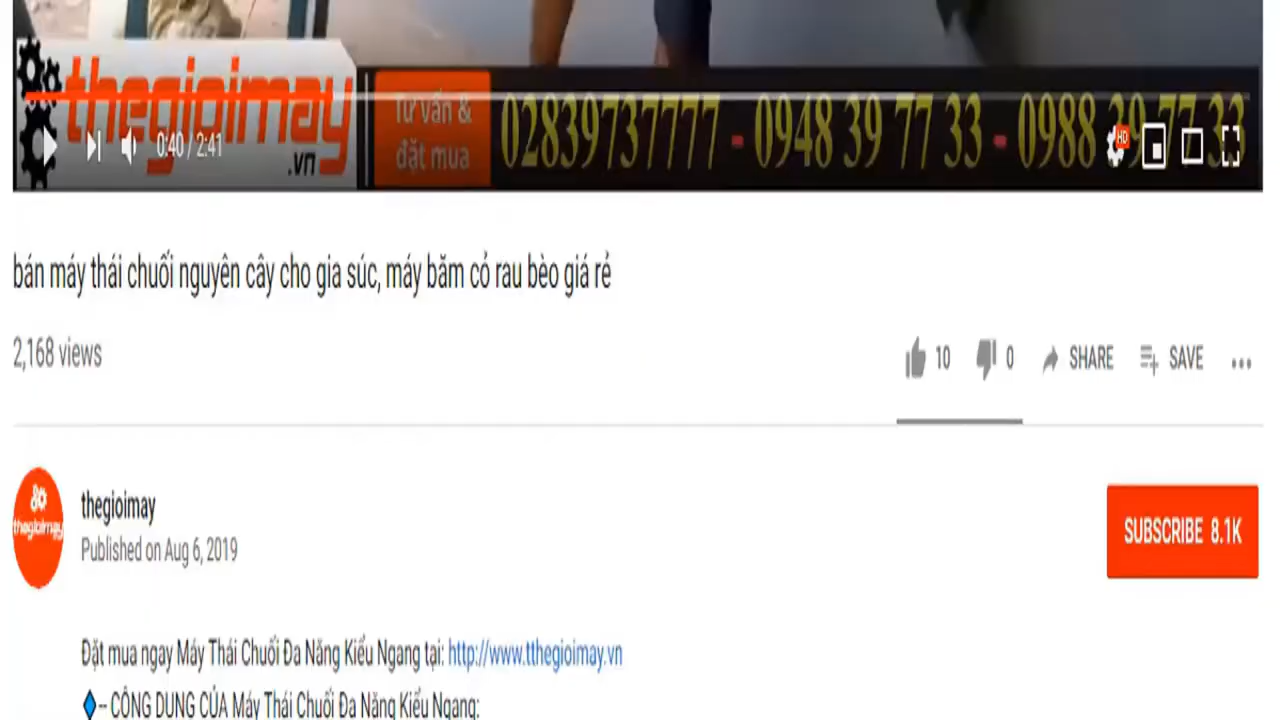 thegioimay
.vn
Tư vấn &
đặt mua
02839737777 - 0948 39 77 33 - 0988 39 77 33
0:40 / 2:41
HD
bán máy thái chuối nguyên cây cho gia súc, máy băm cỏ rau bèo giá rẻ
2,168 views
10 0 SHARE SAVE
thegioimay
thegioimay
Published on Aug 6, 2019
SUBSCRIBE 8.1K
Đặt mua ngay Máy Thái Chuối Đa Năng Kiểu Ngang tại: http://www.tthegioimay.vn
-- CÔNG DỤNG CỦA Máy Thái Chuối Đa Năng Kiểu Ngang: